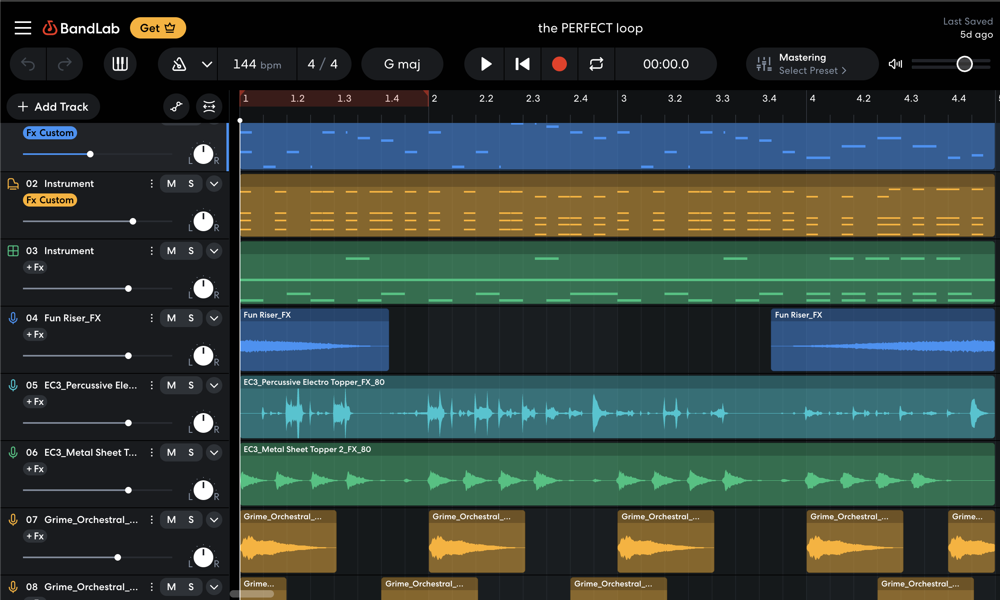 BandLab
Get
the PERFECT loop
Last Saved
5d ago
144 bpm
4 / 4
G maj
00:00.0
Mastering
Select Preset
Add Track
1 1.2 1.3 1.4 2 2.2 2.3 2.4 3 3.2 3.3 3.4 4 4.2 4.3 4.4
Fx Custom
L R
02 Instrument M S
Fx Custom
L R
03 Instrument M S
+ Fx
L R
04 Fun Riser_FX M S
Fun Riser_FX Fun Riser_FX
+ Fx
L R
05 EC3_Percussive Ele... M S
EC3_Percussive Electro Topper_FX_80
+ Fx
L R
06 EC3_Metal Sheet T... M S
EC3_Metal Sheet Topper 2_FX_80
+ Fx
L R
07 Grime_Orchestral_... M S
Grime_Orchestral_... Grime_Orchestral_... Grime_Orchestral_... Grime_Orchestral_... Grime...
+ Fx
L R
08 Grime_Orchestral_... M S
Grime... Grime_Orchestral_... Grime_Orchestral_... Grime_Orchestral_...